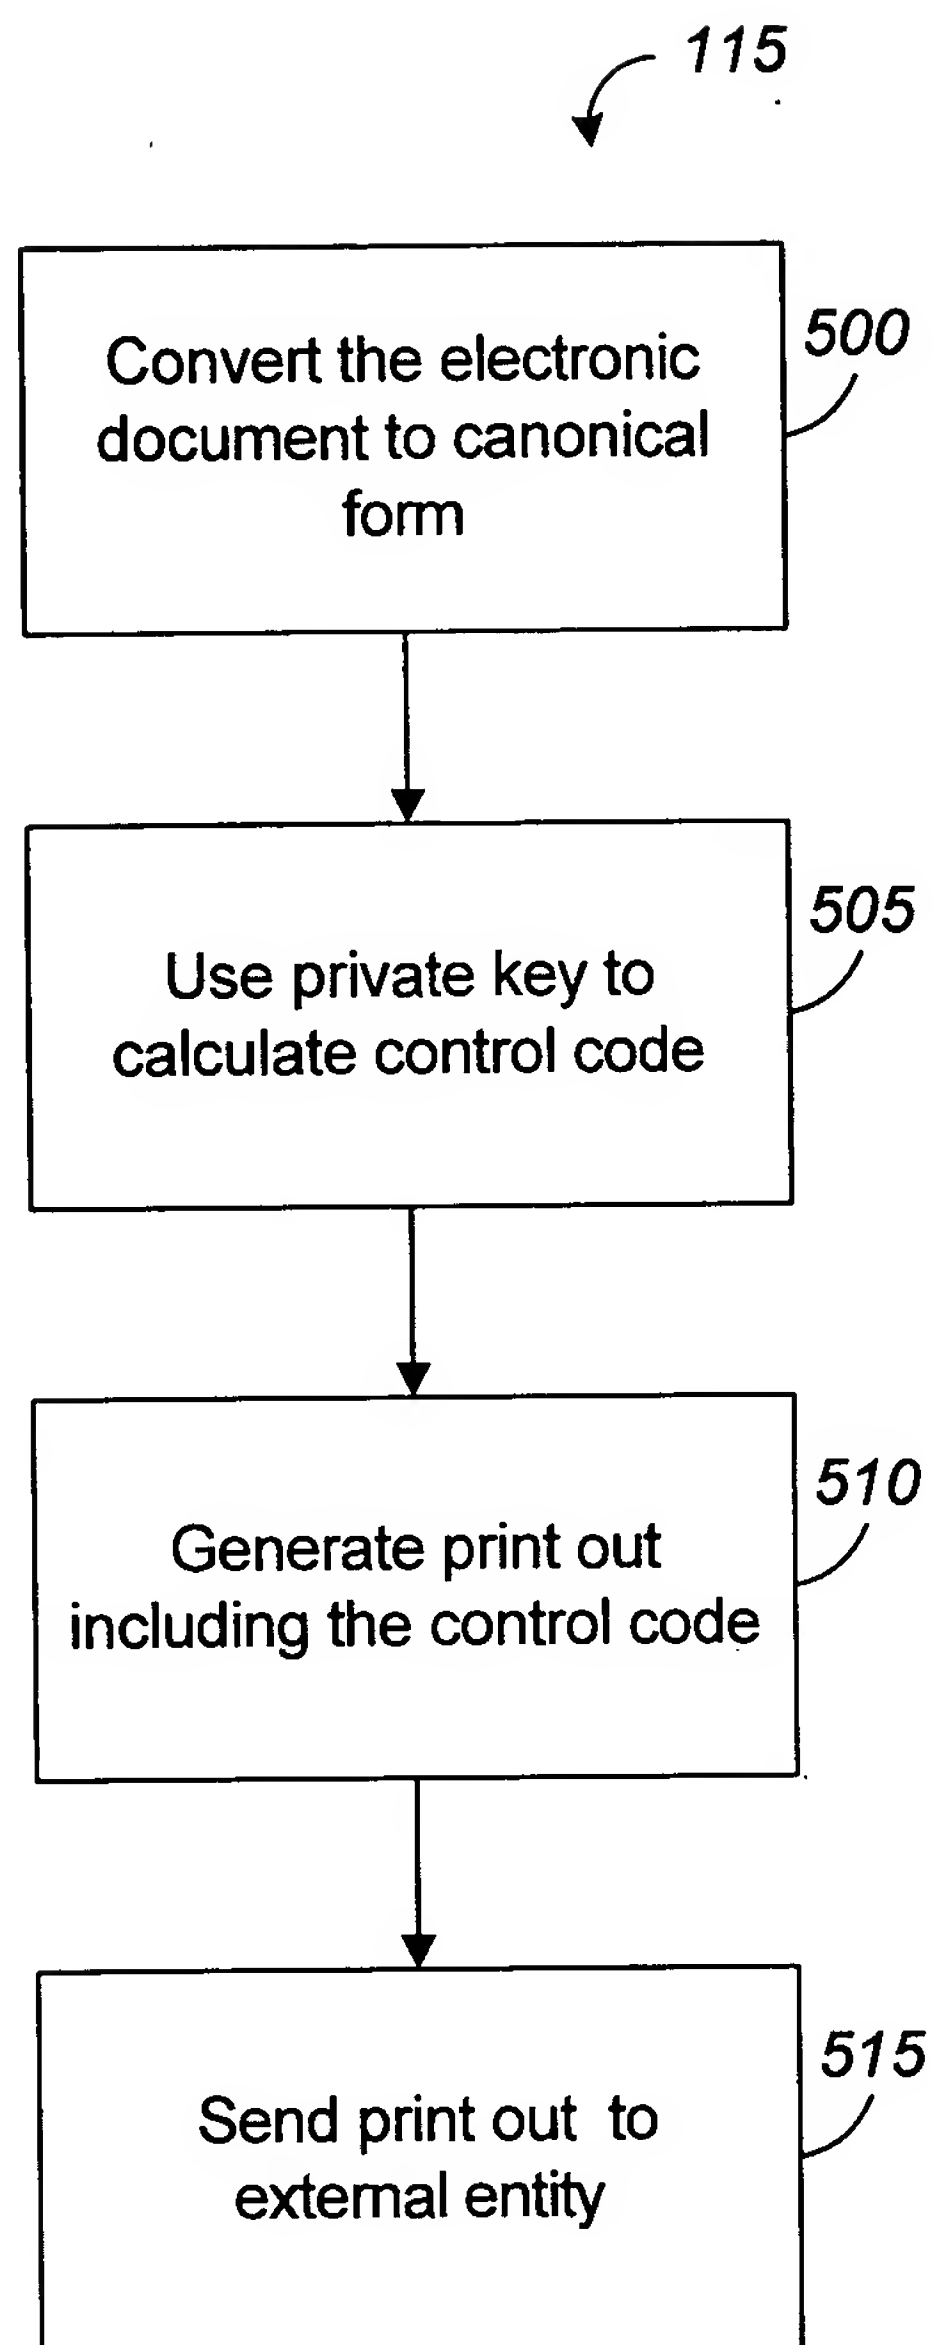 115
Convert the electronic
document to canonical
form
500
Use private key to
calculate control code
505
Generate print out
including the control code
510
Send print out to
external entity
515